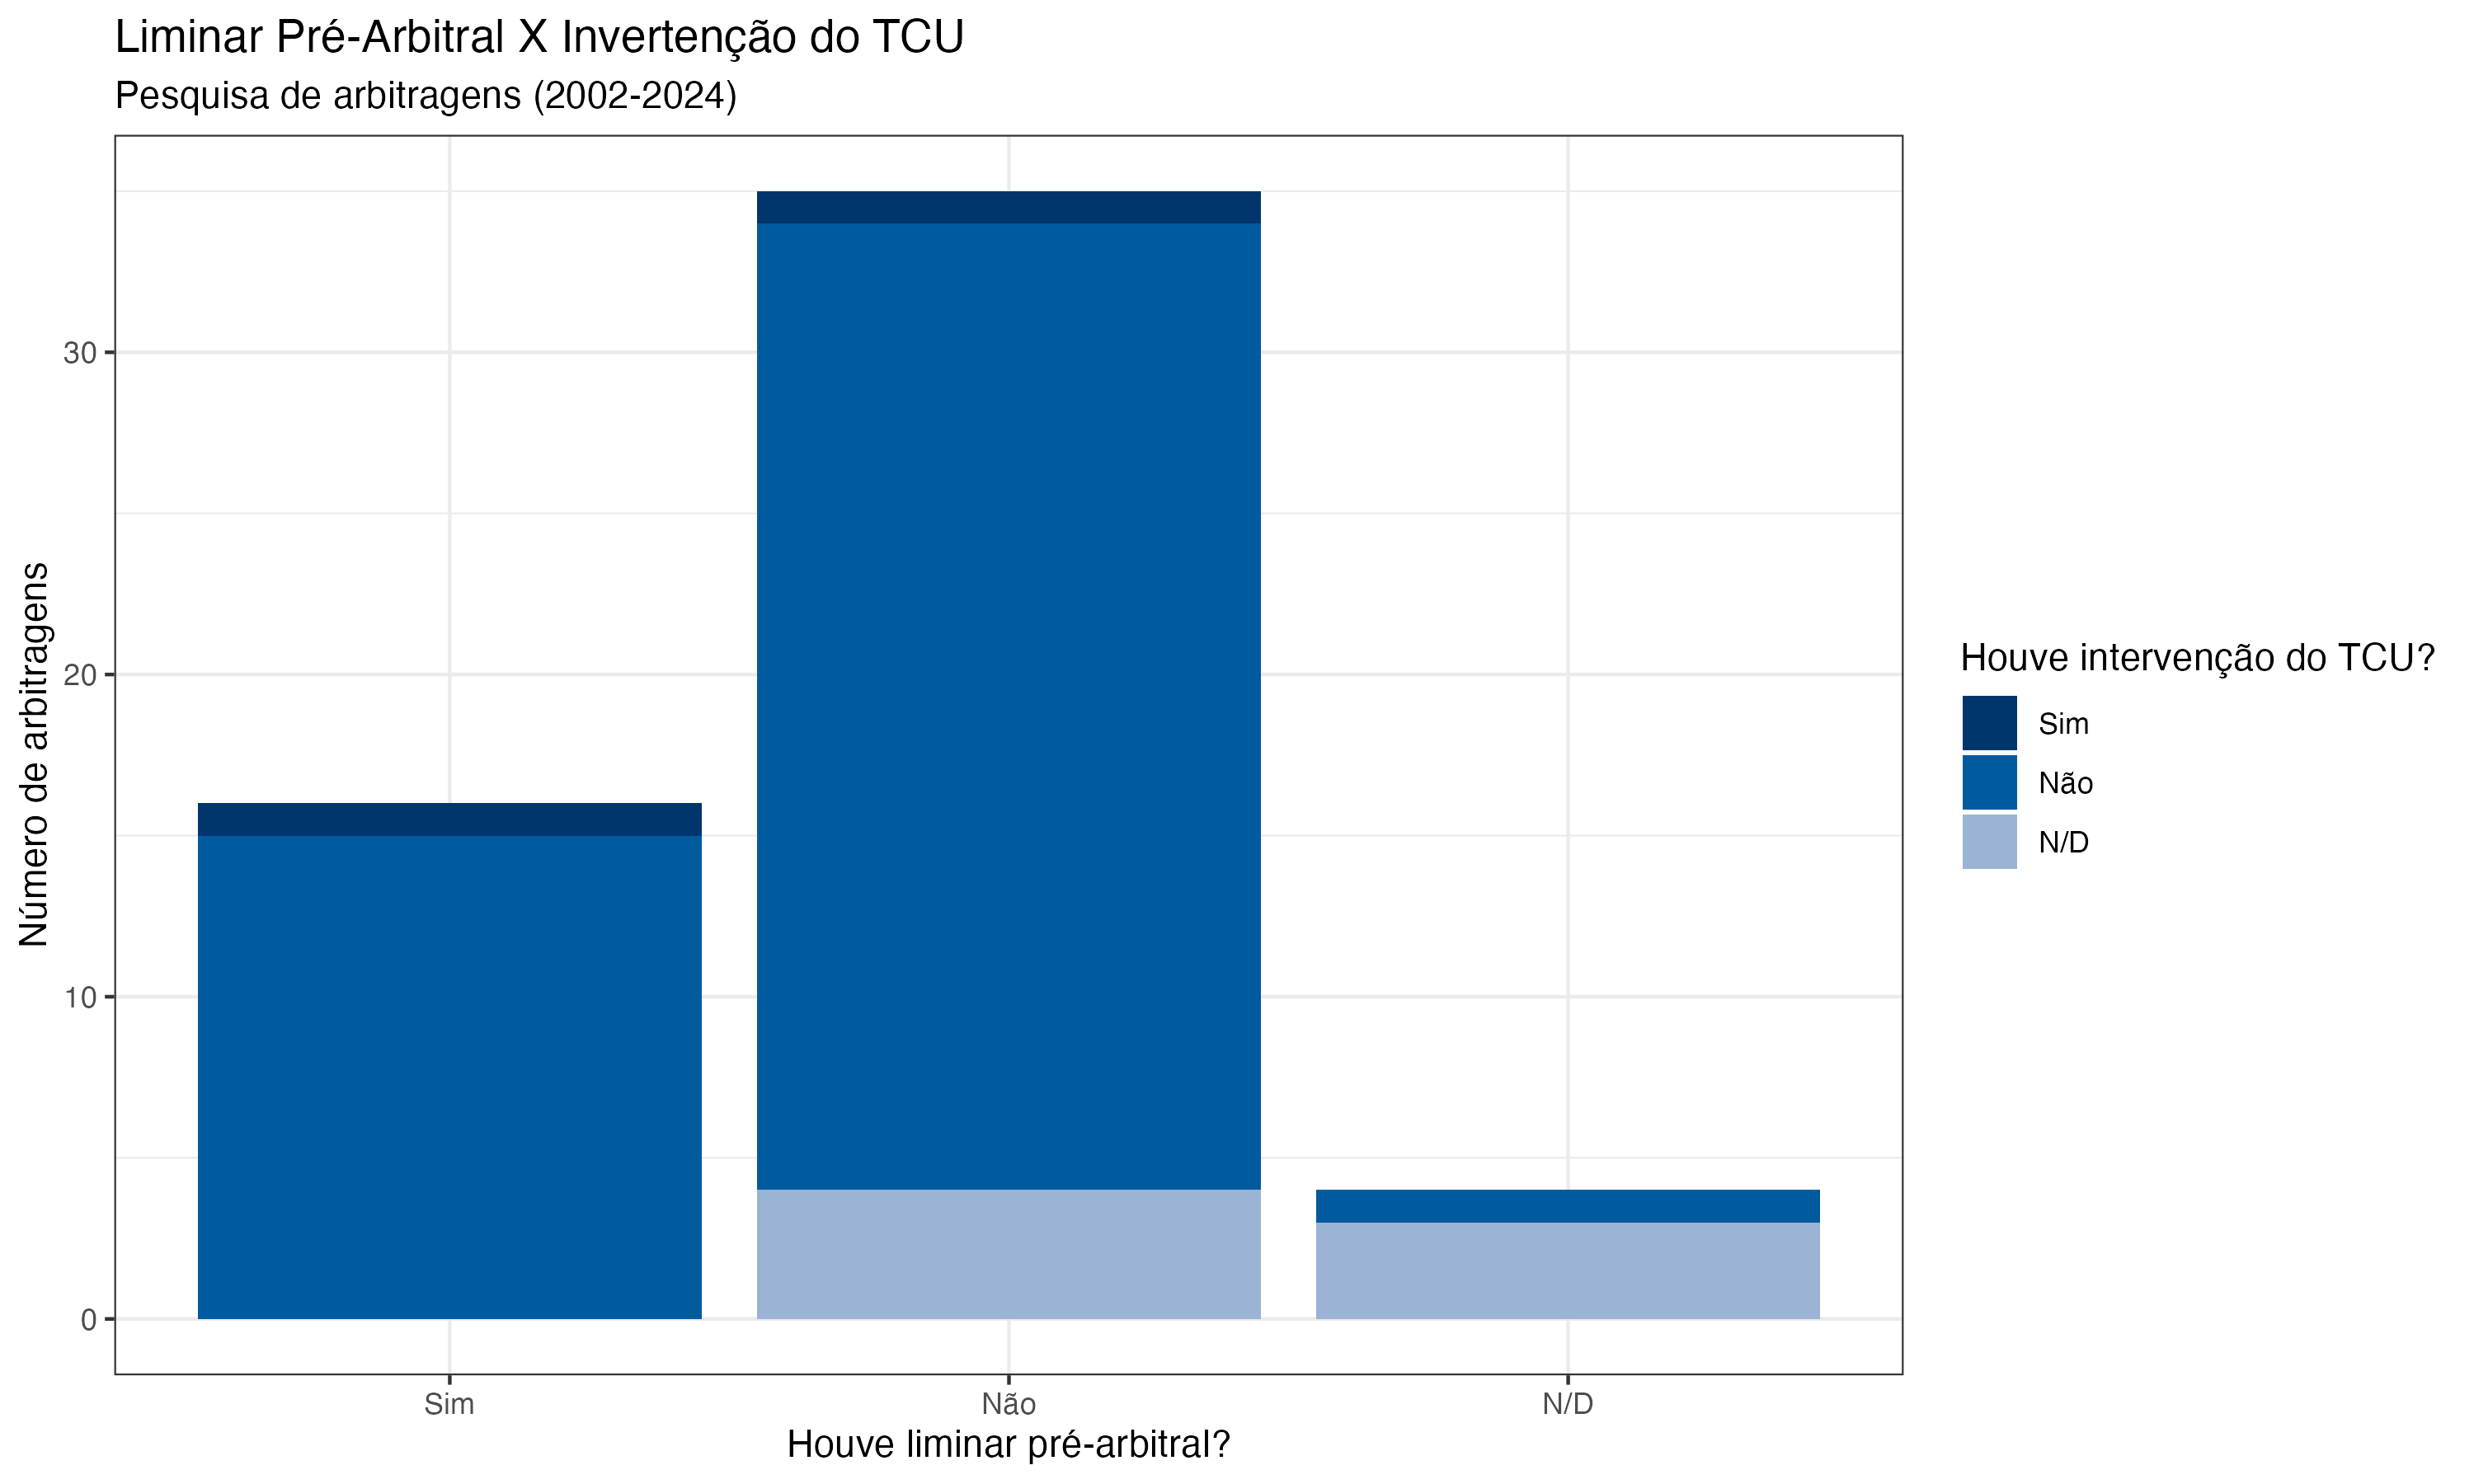 Liminar Pré-Arbitral X Invertenção do TCU
Pesquisa de arbitragens (2002-2024)
Número de arbitragens
30
20
10
0
Sim
Não
N/D
Houve liminar pré-arbitral?
Houve intervenção do TCU?
Sim
Não
N/D